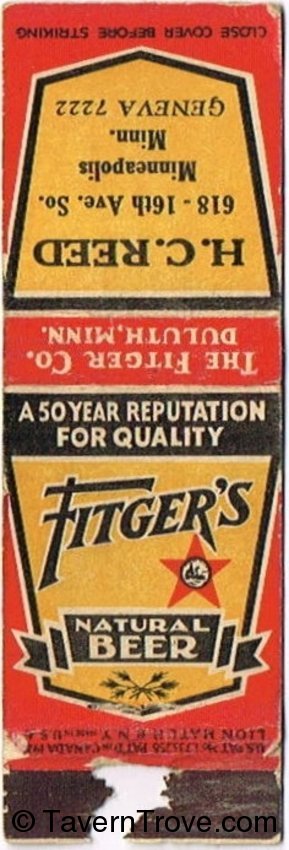 CLOSE COVER BEFORE STRIKING
H.C. REED
618 - 16th Ave. So.
Minneapolis
Minn.
GENEVA 7222
THE FITGER CO.
DULUTH, MINN.
A 50 YEAR REPUTATION
FOR QUALITY
FITGER'S
NATURAL
BEER
LION MATCH
© TavernTrove.com